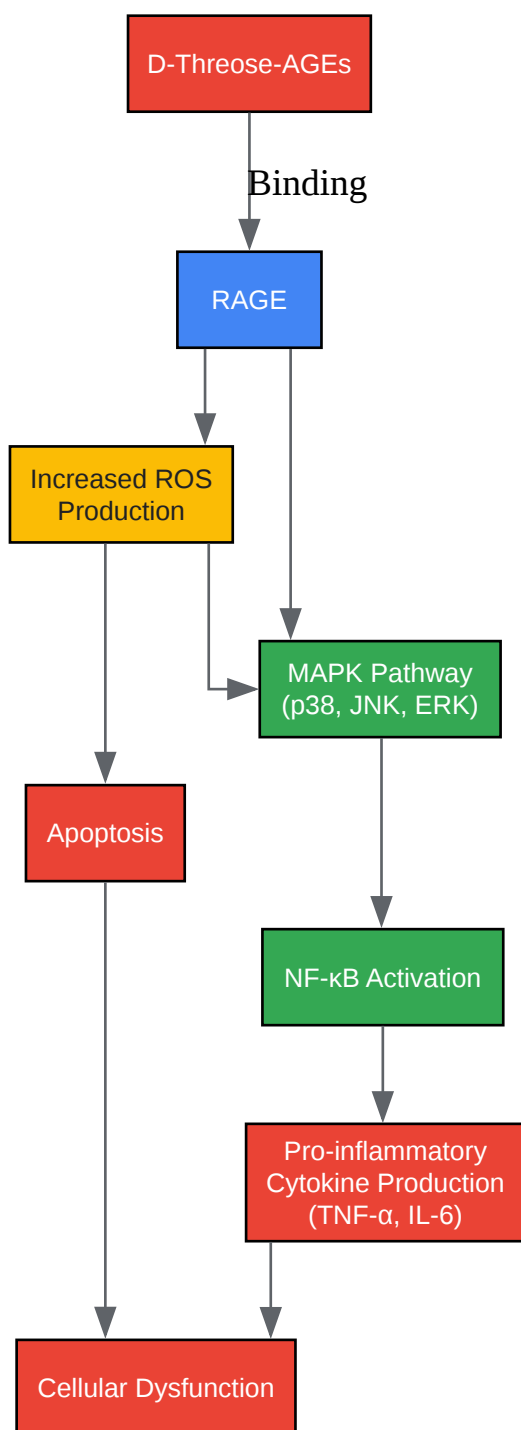 D-Threose-AGEs
Binding
RAGE
Increased ROS
Production
MAPK Pathway
(p38, JNK, ERK)
Apoptosis
NF-κB Activation
Pro-inflammatory
Cytokine Production
(TNF-α, IL-6)
Cellular Dysfunction